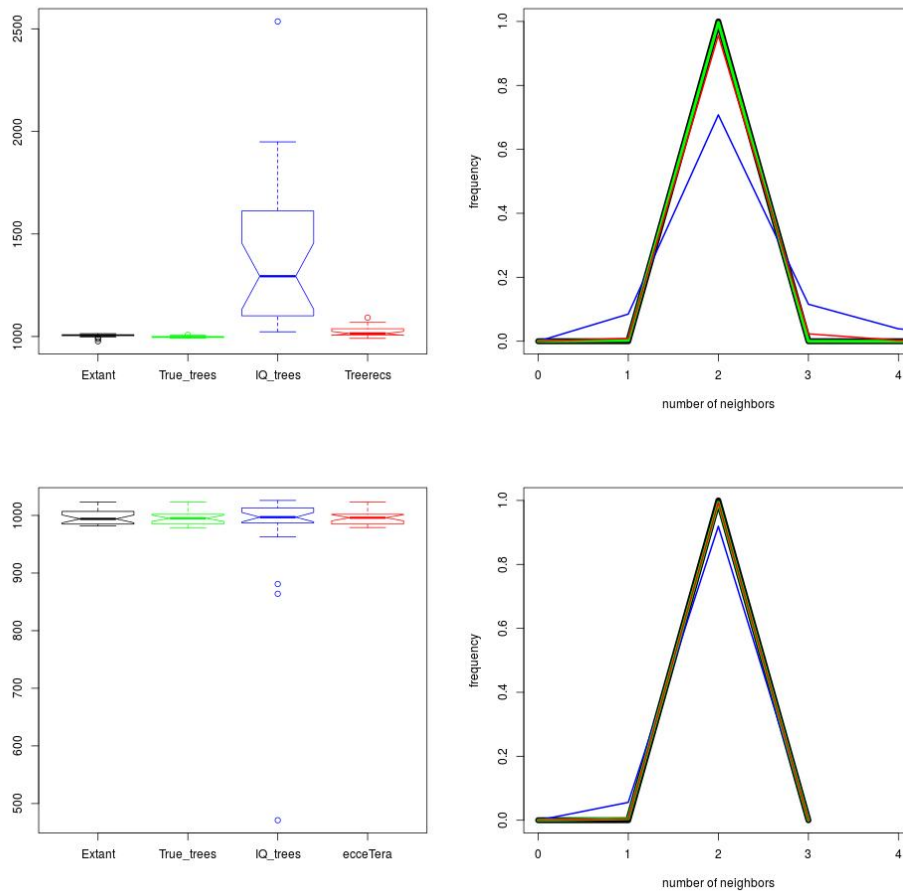 2500
2000
1500
1000
Extant True_trees IQ_trees Treerecs
1.0
0.8
0.6
0.4
0.2
0.0
frequency
0 1 2 3 4
number of neighbors
1000
900
800
700
600
500
Extant True_trees IQ_trees ecceTera
1.0
0.8
0.6
0.4
0.2
0.0
frequency
0 1 2 3 4
number of neighbors